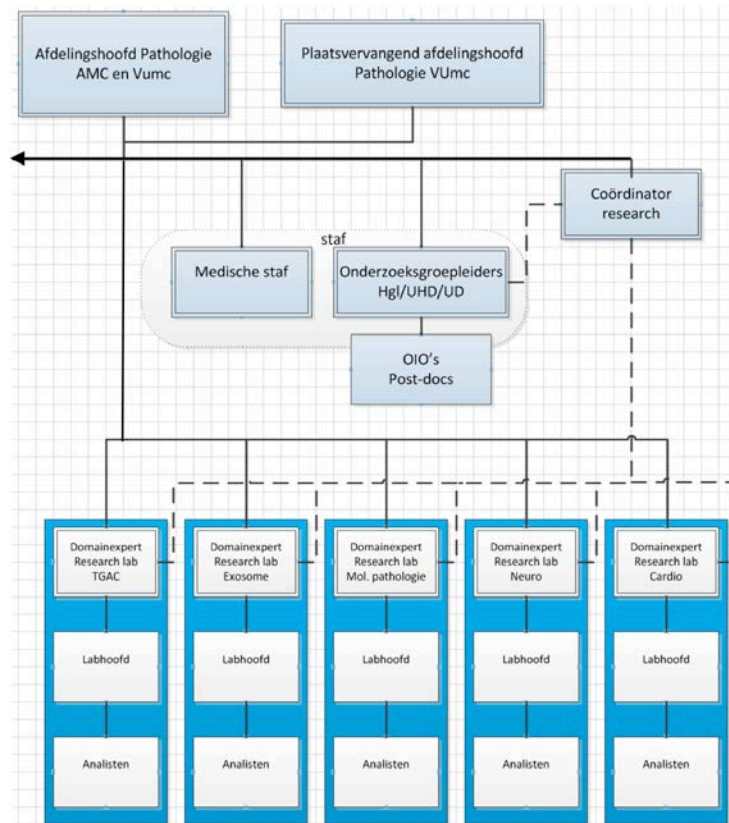 Afdelingshoofd Pathologie
AMC en Vumc
Plaatsvervangend afdelingshoofd
Pathologie VUmc
Coördinator
research
staf
Medische staf
Onderzoeksgroepleiders
Hgl/UHD/UD
OIO's
Post-docs
Domainexpert
Research lab
TGAC
Domainexpert
Research lab
Exosome
Domainexpert
Research lab
Mol. pathologie
Domainexpert
Research lab
Neuro
Domainexpert
Research lab
Cardio
Labhoofd
Labhoofd
Labhoofd
Labhoofd
Labhoofd
Analisten
Analisten
Analisten
Analisten
Analisten